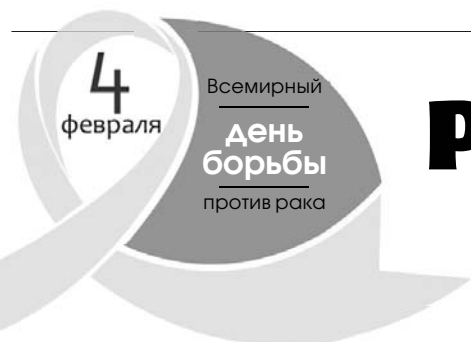 4
февраля
Всемирный
день
борьбы
против рака